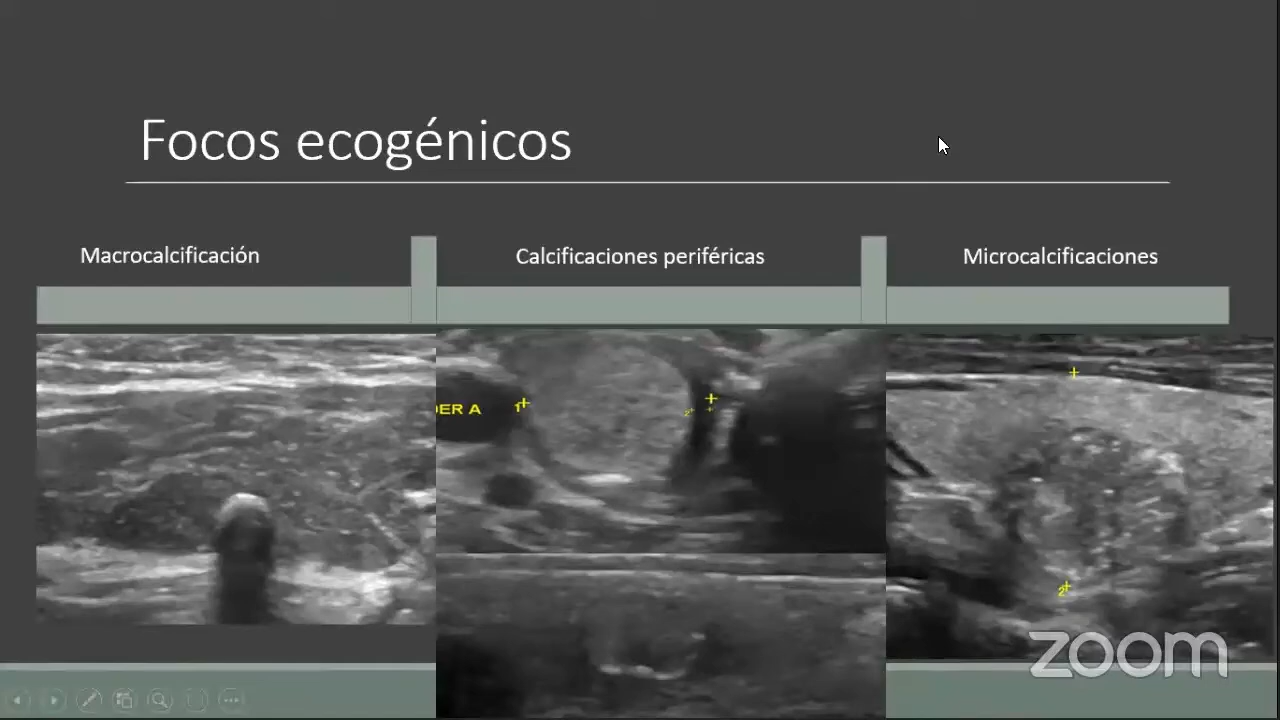 Focos ecogénicos
Macrocalcificación
Calcificaciones periféricas
Microcalcificaciones
DER A
1
2
2
zoom